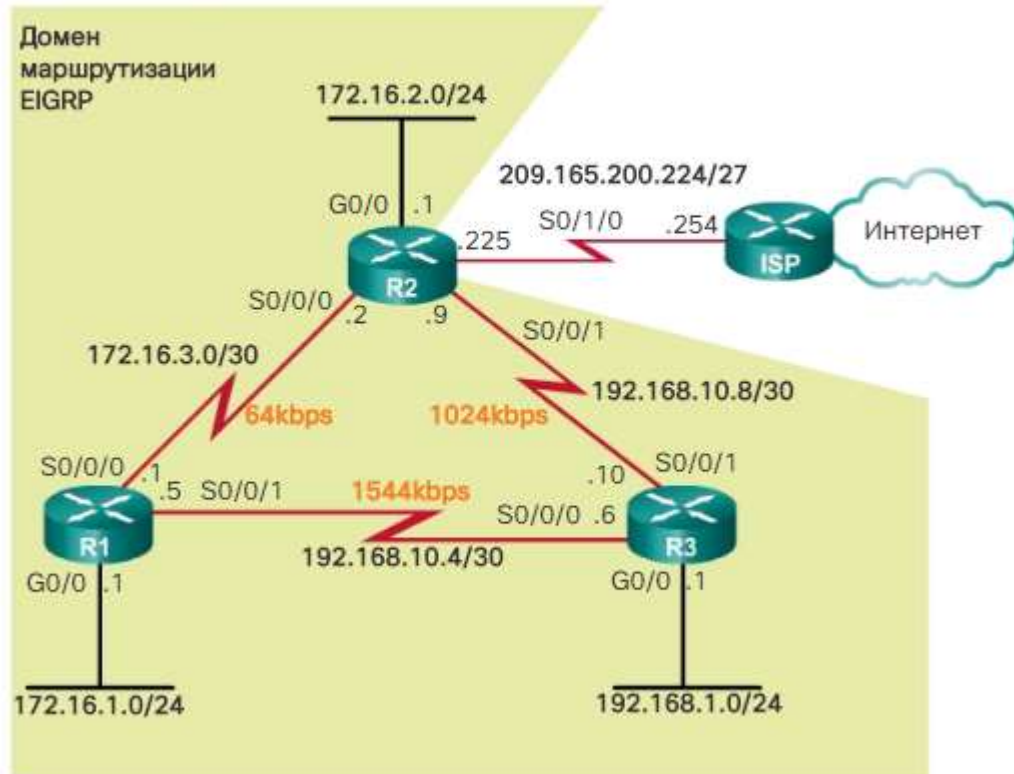 Домен
маршрутизации
EIGRP
172.16.2.0/24
209.165.200.224/27
G0/0 .1
S0/1/0
.225
.254
ISP
Интернет
R2
S0/0/0
.2
.9
S0/0/1
172.16.3.0/30
192.168.10.8/30
64kbps
1024kbps
S0/0/0
.1
.10
S0/0/1
.5
S0/0/1
1544kbps
S0/0/0
.6
R1
192.168.10.4/30
R3
G0/0 .1
G0/0 .1
172.16.1.0/24
192.168.1.0/24